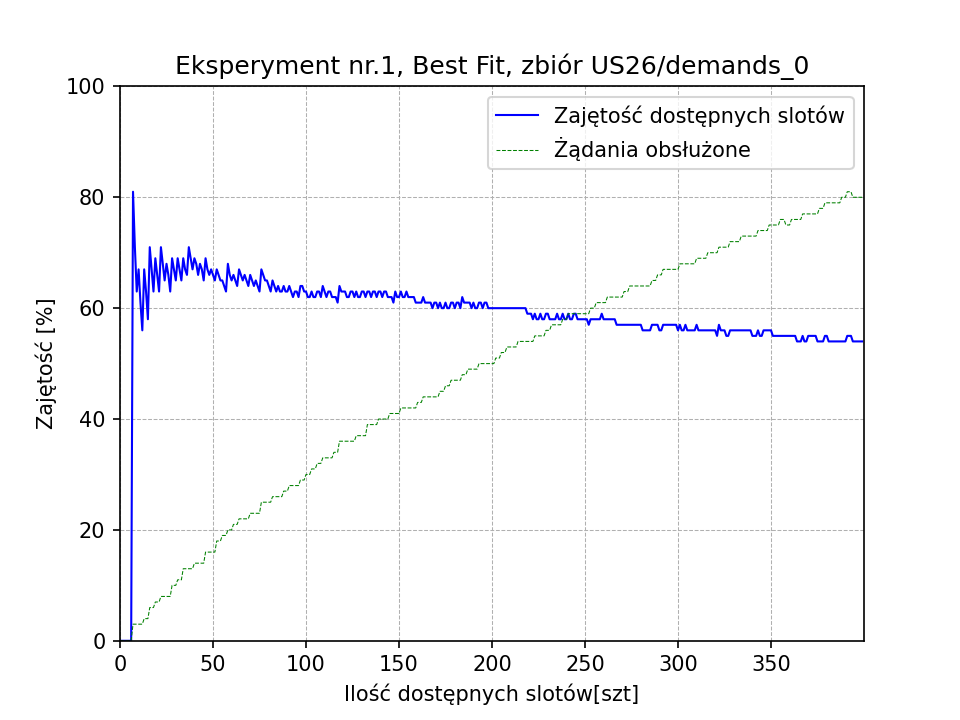 Eksperyment nr.1, Best Fit, zbiór US26/demands_0
Zajętość dostępnych slotów
Żądania obsłużone
100
80
60
40
20
0
Zajętość [%]
0 50 100 150 200 250 300 350
Ilość dostępnych slotów[szt]